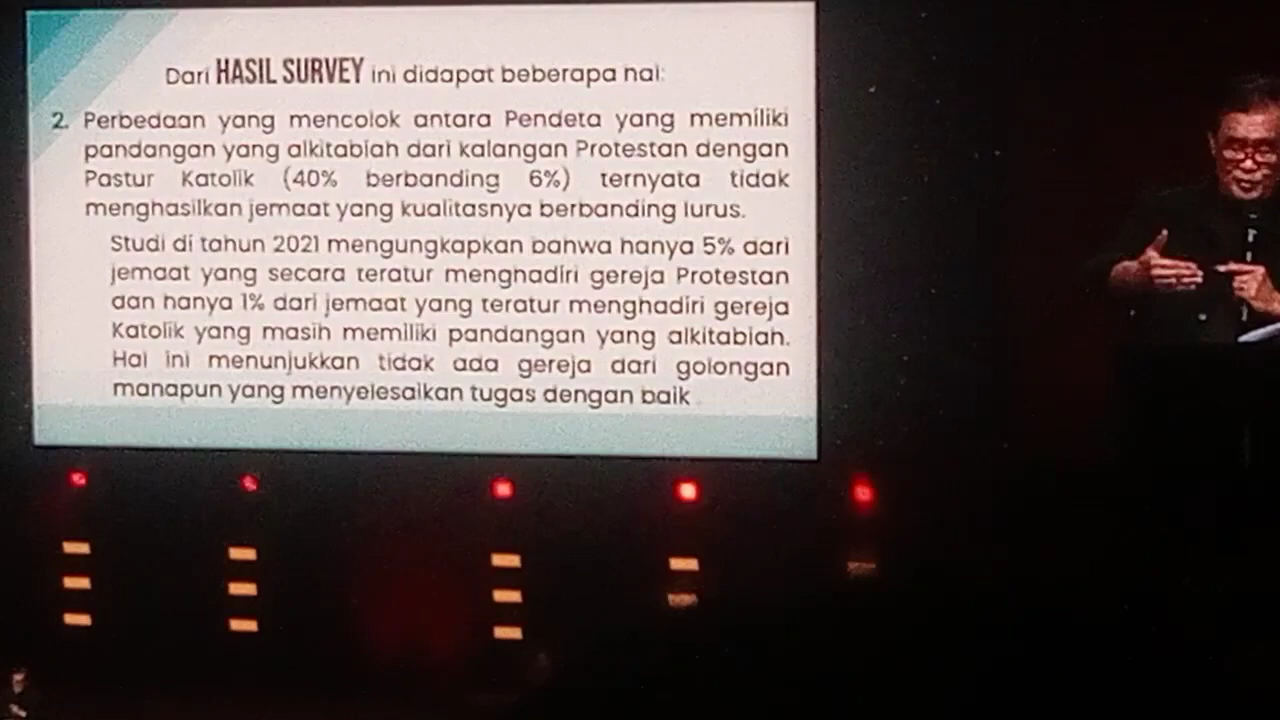 Dari HASIL SURVEY ini didapat beberapa hal:
2. Perbedaan yang mencolok antara Pendeta yang memiliki
pandangan yang alkitabiah dari kalangan Protestan dengan
Pastur Katolik (40% berbanding 6%) ternyata tidak
menghasilkan jemaat yang kualitasnya berbanding lurus.
Studi di tahun 2021 mengungkapkan bahwa hanya 5% dari
jemaat yang secara teratur menghadiri gereja Protestan
dan hanya 1% dari jemaat yang teratur menghadiri gereja
Katolik yang masih memiliki pandangan yang alkitabiah.
Hal ini menunjukkan tidak ada gereja dari golongan
manapun yang menyelesaikan tugas dengan baik